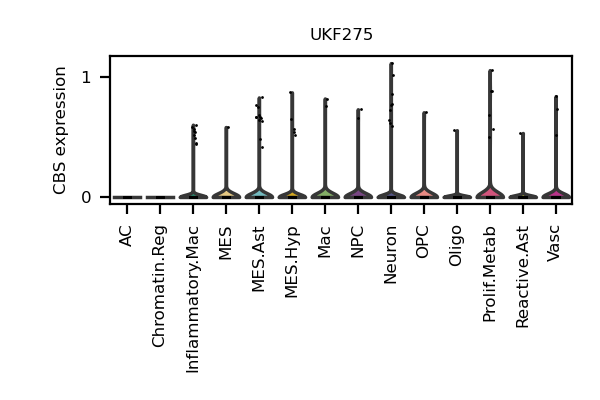 UKF275
CBS expression
1
0
AC
Chromatin.Reg
Inflammatory.Mac
MES
MES.Ast
MES.Hyp
Mac
NPC
Neuron
OPC
Oligo
Prolif.Metab
Reactive.Ast
Vasc